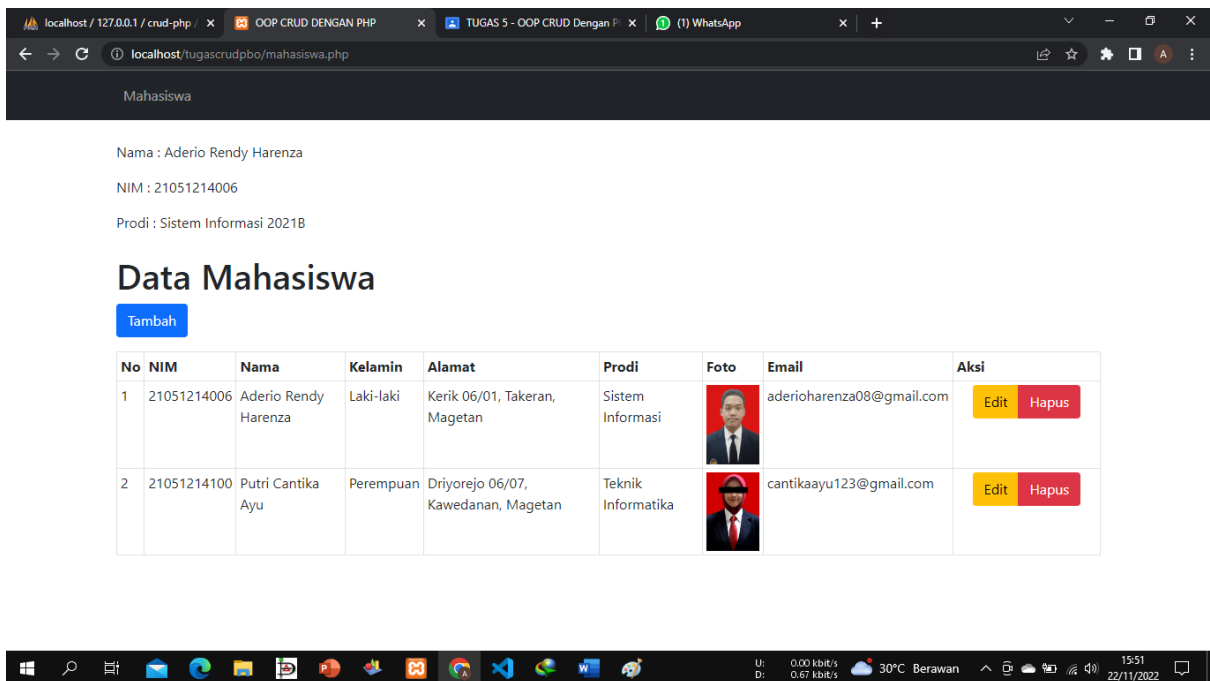 localhost / 127.0.0.1 / crud-php /
OOP CRUD DENGAN PHP
TUGAS 5 - OOP CRUD Dengan P
(1) WhatsApp
localhost/tugascrudpbo/mahasiswa.php
A
Mahasiswa
Nama : Aderio Rendy Harenza
NIM : 21051214006
Prodi : Sistem Informasi 2021B
Data Mahasiswa
Tambah
No NIM Nama Kelamin Alamat Prodi Foto Email Aksi
1 21051214006 Aderio Rendy Laki-laki Kerik 06/01, Takeran, Sistem aderioharenza08@gmail.com Edit Hapus
Harenza Magetan Informasi
2 21051214100 Putri Cantika Perempuan Driyorejo 06/07, Teknik cantikaayu123@gmail.com Edit Hapus
Ayu Kawedanan, Magetan Informatika
U: 0.00 kbit/s
D: 0.67 kbit/s
30°C Berawan
15:51
22/11/2022